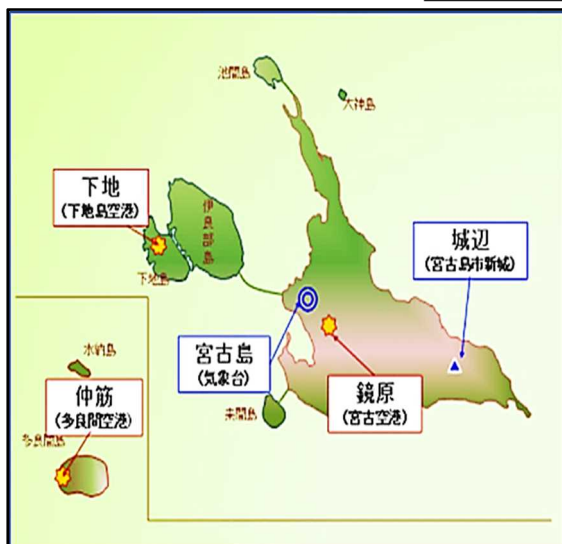 池間島
大神島
下地
(下地島空港)
伊良部島
下地島
城辺
(宮古島市新城)
宮古島
(気象台)
鏡原
(宮古空港)
来間島
水納島
仲筋
(多良間空港)
多良間島